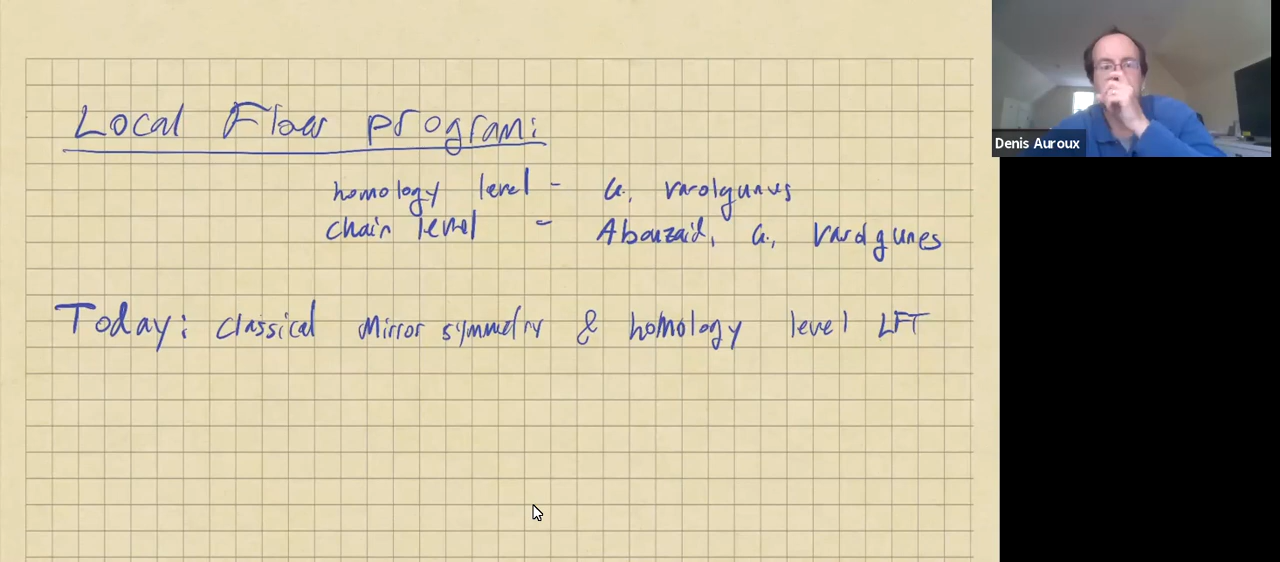 Local Floer program:
homology level - G. Varolgunes
chain level - Abouzaid, G., Varolgunes
Today: Classical Mirror symmetry & homology level LFT
Denis Auroux